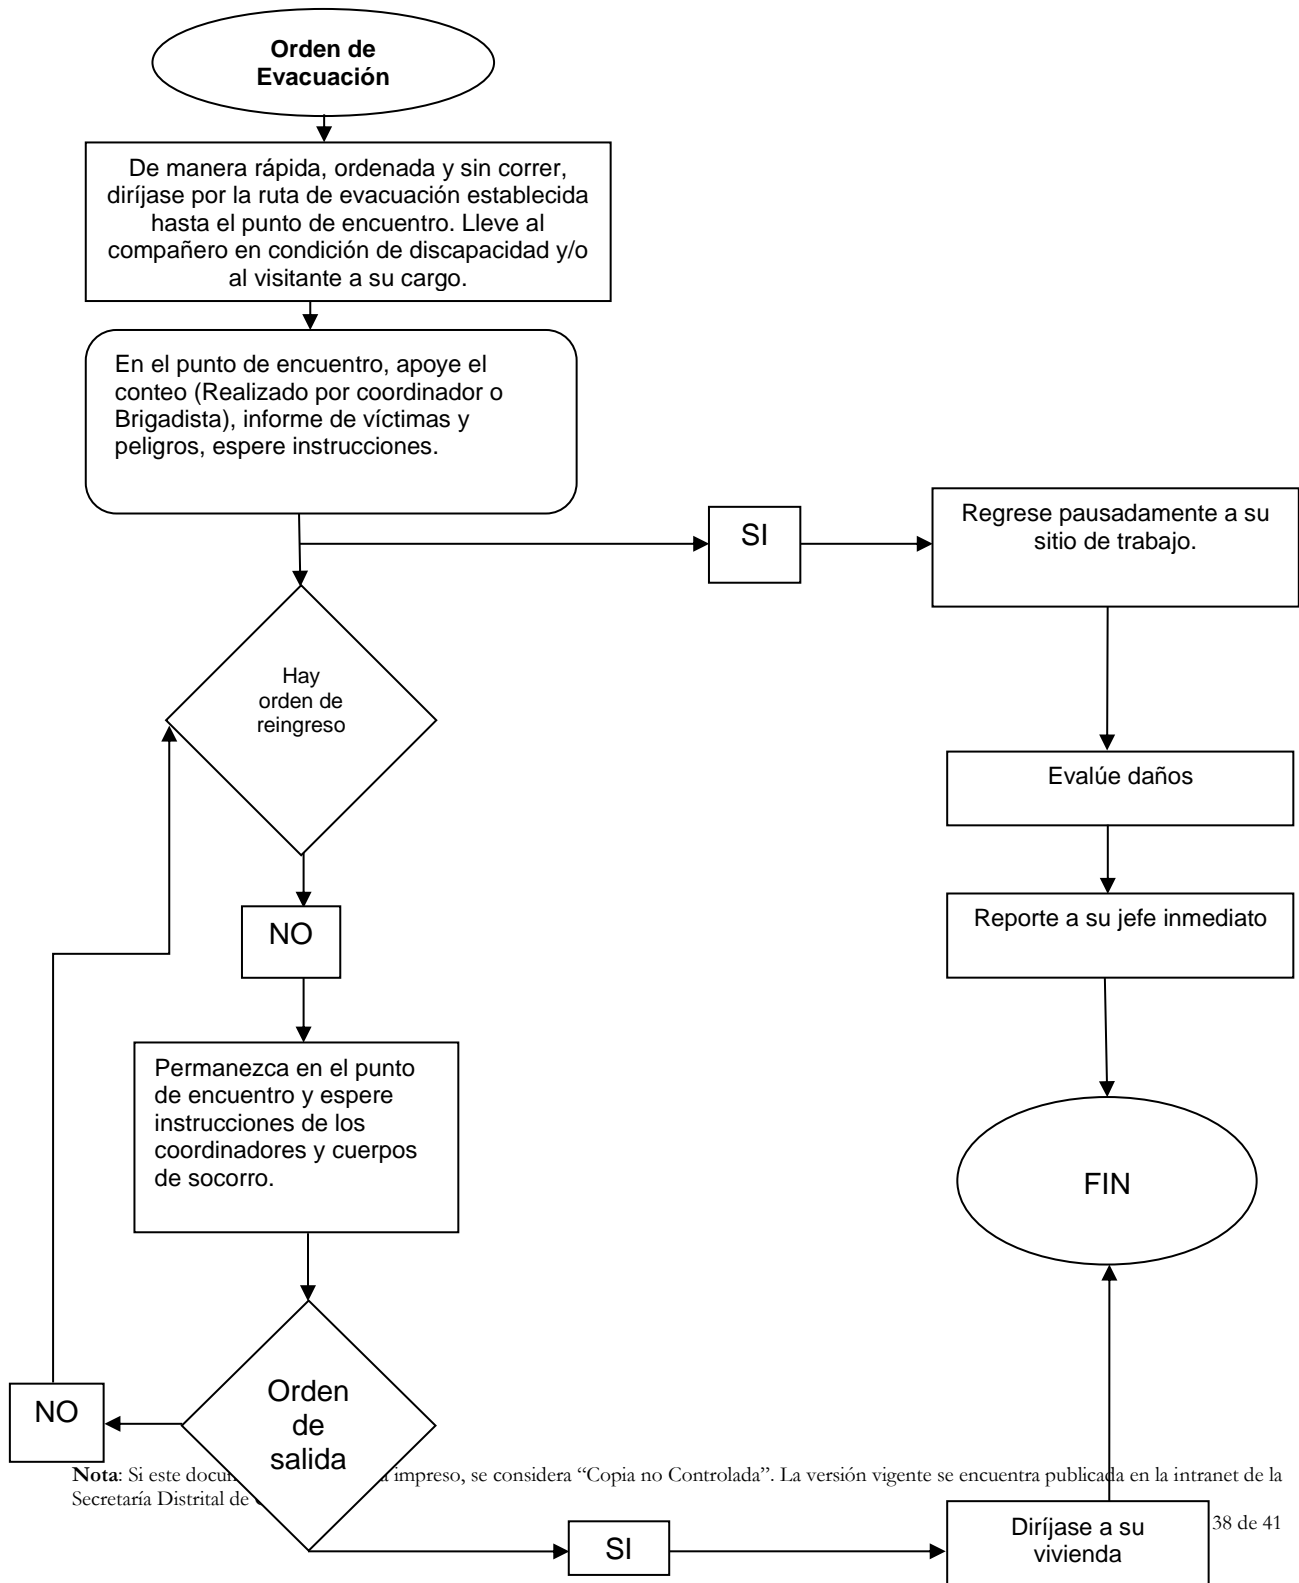 Orden de
Evacuación
De manera rápida, ordenada y sin correr,
diríjase por la ruta de evacuación establecida
hasta el punto de encuentro. Lleve al
compañero en condición de discapacidad y/o
al visitante a su cargo.
En el punto de encuentro, apoye el
conteo (Realizado por coordinador o
Brigadista), informe de víctimas y
peligros, espere instrucciones.
SI
Regrese pausadamente a su
sitio de trabajo.
Hay
orden de
reingreso
Evalúe daños
NO
Reporte a su jefe inmediato
Permanezca en el punto
de encuentro y espere
instrucciones de los
coordinadores y cuerpos
de socorro.
FIN
Orden
de
salida
NO
Nota: Si este impreso, se considera “Copia no Controlada”. La versión vigente se encuentra publicada en la intranet de la
Secretaría Distrital de
38 de 41
SI
Diríjase a su
vivienda